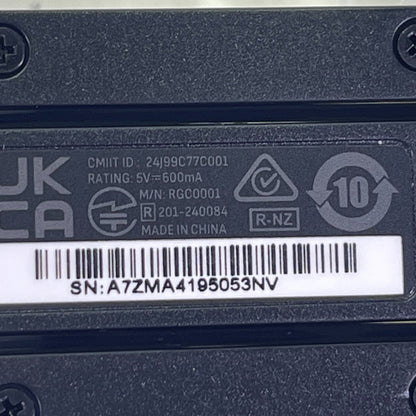 UK
CA
CMIIT ID : 24J99C77C001
RATING: 5V⎓600mA
M/N: RGC0001
R 201-240084
MADE IN CHINA
R-NZ
10
SN: A7ZMA4195053NV